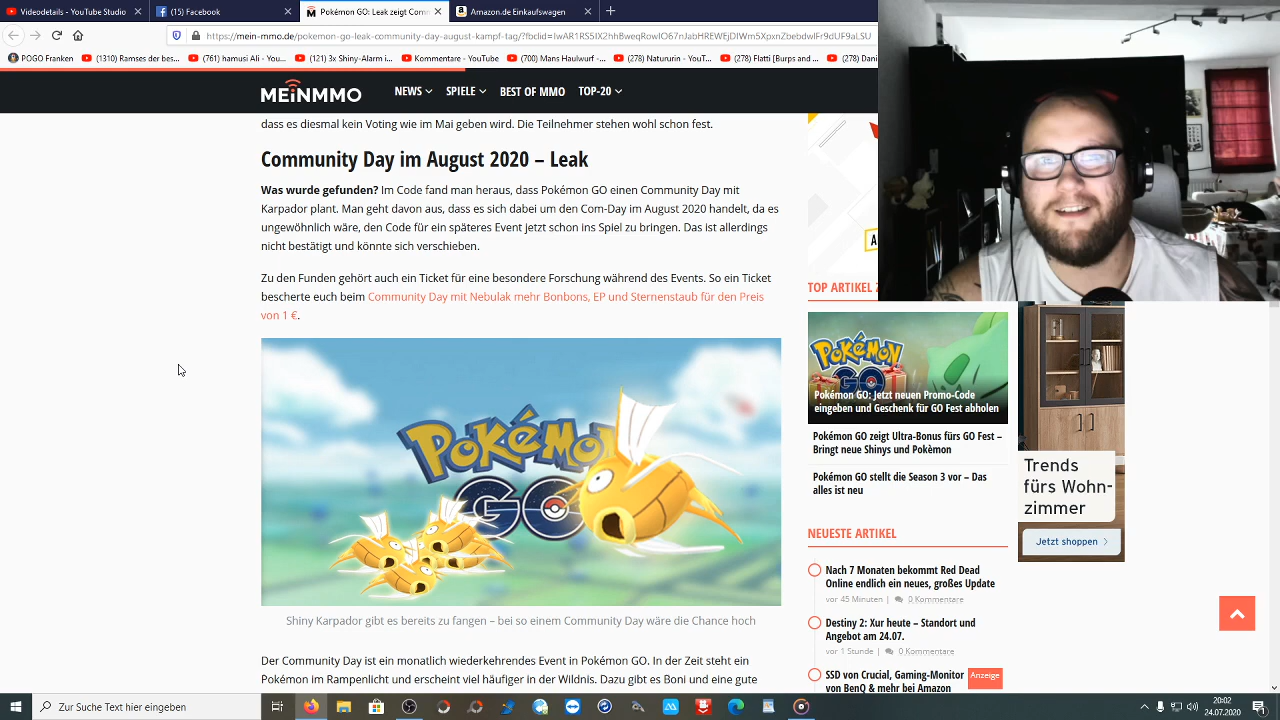 Videodetails - YouTube S
(15) Facebook
Pokémon GO: Leak zeigt Comm
Amazon.de Einkaufswagen
https://mein-mmo.de/pokemon-go-leak-community-day-august-kampf-tag/?fbclid=IwAR1RS5IX2hhBweqRowIO67nJabHREWEjDIWm5XpxnZbebdwIFr9dUF9aLSU
POGO Franken
(1310) Ramses der bes...
(761) hamusi Ali - You...
(121) 3x Shiny-Alarm i...
Kommentare - YouTube
(700) Mans Haulwurf -...
(278) Naturuin - YouT...
(278) Flatti [Burps and ...
(278) Dani
MEINMMO
NEWS
SPIELE
BEST OF MMO
TOP-20
dass es diesmal kein Voting wie im Mai geben wird. Die Teilnehmer stehen wohl schon fest.
Community Day im August 2020 – Leak
Was wurde gefunden? Im Code fand man heraus, dass Pokémon GO einen Community Day mit
Karpador plant. Man geht davon aus, dass es sich dabei um den Com-Day im August 2020 handelt, da es
ungewöhnlich wäre, den Code für ein späteres Event jetzt schon ins Spiel zu bringen. Das ist allerdings
nicht bestätigt und könnte sich verschieben.
Zu den Funden gehört auch ein Ticket für eine besondere Forschung während des Events. So ein Ticket
bescherte euch beim Community Day mit Nebulak mehr Bonbons, EP und Sternenstaub für den Preis
von 1 €.
Pokémon
GO
Shiny Karpador gibt es bereits zu fangen – bei so einem Community Day wäre die Chance hoch
Der Community Day ist ein monatlich wiederkehrendes Event in Pokémon GO. In der Zeit steht ein
Pokémon im Rampenlicht und erscheint viel häufiger in der Wildnis. Dazu gibt es Boni und eine
A
TOP ARTIKEL
POKÉMON
GO
Pokémon GO: Jetzt neuen Promo-Code
eingeben und Geschenk für GO Fest abholen
Pokémon GO zeigt Ultra-Bonus fürs GO Fest –
Bringt neue Shinys und Pokèmon
Pokémon GO stellt die Season 3 vor – Das
alles ist neu
NEUESTE ARTIKEL
Nach 7 Monaten bekommt Red Dead
Online endlich ein neues, großes Update
vor 45 Minuten | 0 Kommentare
Destiny 2: Xur heute – Standort und
Angebot am 24.07.
vor 1 Stunde | 0 Kommentare
SSD von Crucial, Gaming-Monitor
von BenQ & mehr bei Amazon
Anzeige
Trends
fürs Wohn-
zimmer
Jetzt shoppen
Zur Suche Text hier eingeben
20:02
24.07.2020